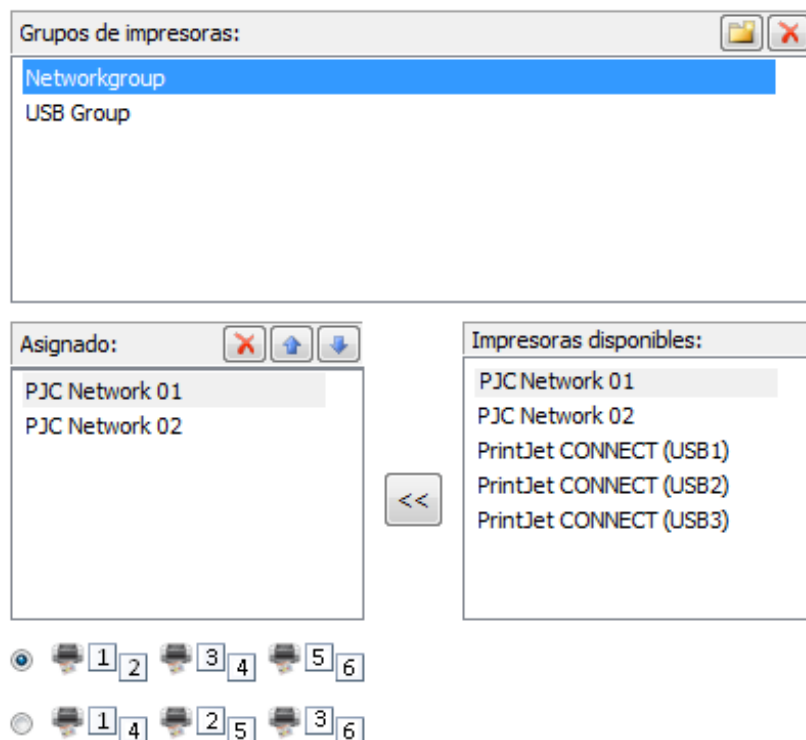 Grupos de impresoras:
Networkgroup
USB Group
Asignado:
PJC Network 01
PJC Network 02
<<
Impresoras disponibles:
PJC Network 01
PJC Network 02
PrintJet CONNECT (USB1)
PrintJet CONNECT (USB2)
PrintJet CONNECT (USB3)
1 2 3 4 5 6
1 4 2 5 3 6